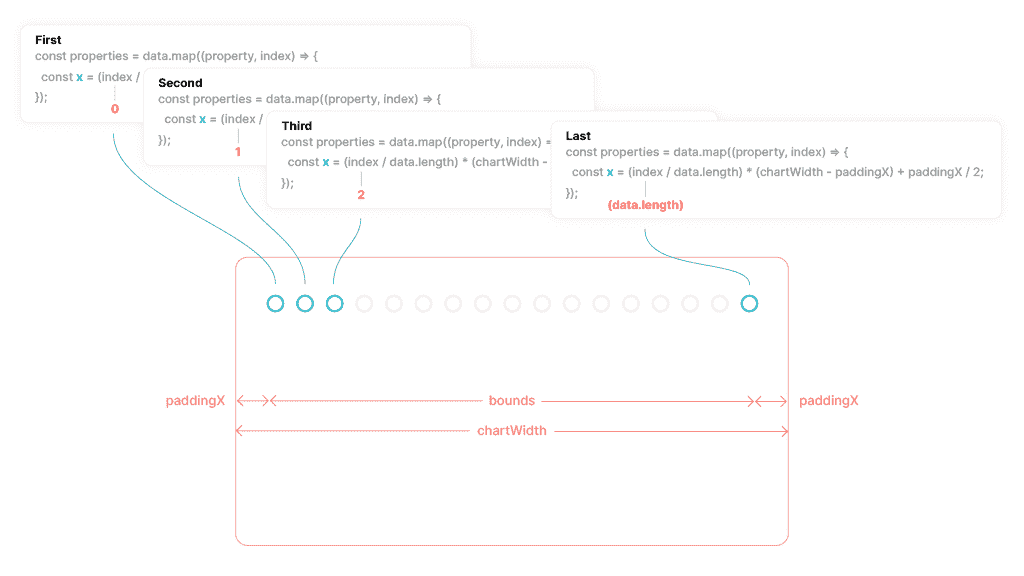 First
const properties = data.map((property, index) => {
const x = (index /
});
0
Second
const properties = data.map((property, index) => {
const x = (index /
});
1
Third
const properties = data.map((property, index) =
const x = (index / data.length) * (chartWidth -
});
2
Last
const properties = data.map((property, index) => {
const x = (index / data.length) * (chartWidth - paddingX) + paddingX / 2;
});
(data.length)
paddingX
bounds
paddingX
chartWidth